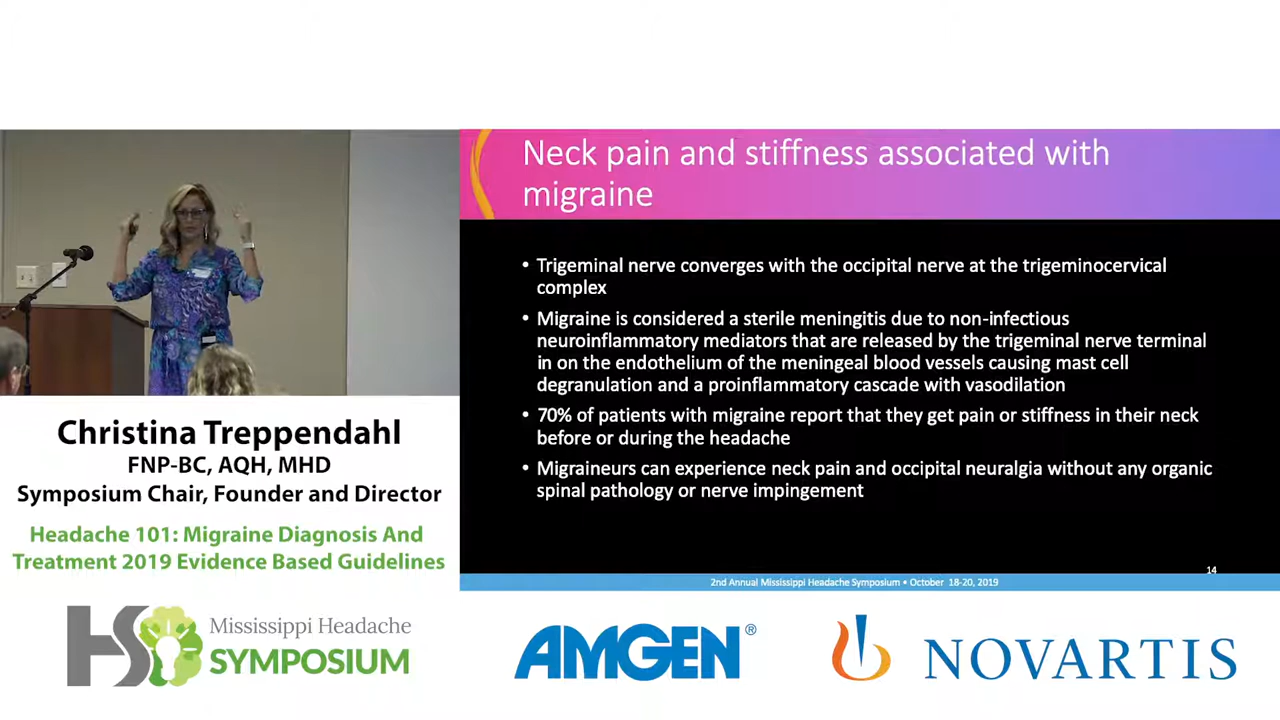 Neck pain and stiffness associated with
migraine
• Trigeminal nerve converges with the occipital nerve at the trigeminocervical
complex
• Migraine is considered a sterile meningitis due to non-infectious
neuroinflammatory mediators that are released by the trigeminal nerve terminal
in on the endothelium of the meningeal blood vessels causing mast cell
degranulation and a proinflammatory cascade with vasodilation
• 70% of patients with migraine report that they get pain or stiffness in their neck
before or during the headache
• Migraineurs can experience neck pain and occipital neuralgia without any organic
spinal pathology or nerve impingement
14
2nd Annual Mississippi Headache Symposium • October 18-20, 2019
Christina Treppendahl
FNP-BC, AQH, MHD
Symposium Chair, Founder and Director
Headache 101: Migraine Diagnosis And
Treatment 2019 Evidence Based Guidelines
HS
Mississippi Headache
SYMPOSIUM
AMGEN®
NOVARTIS